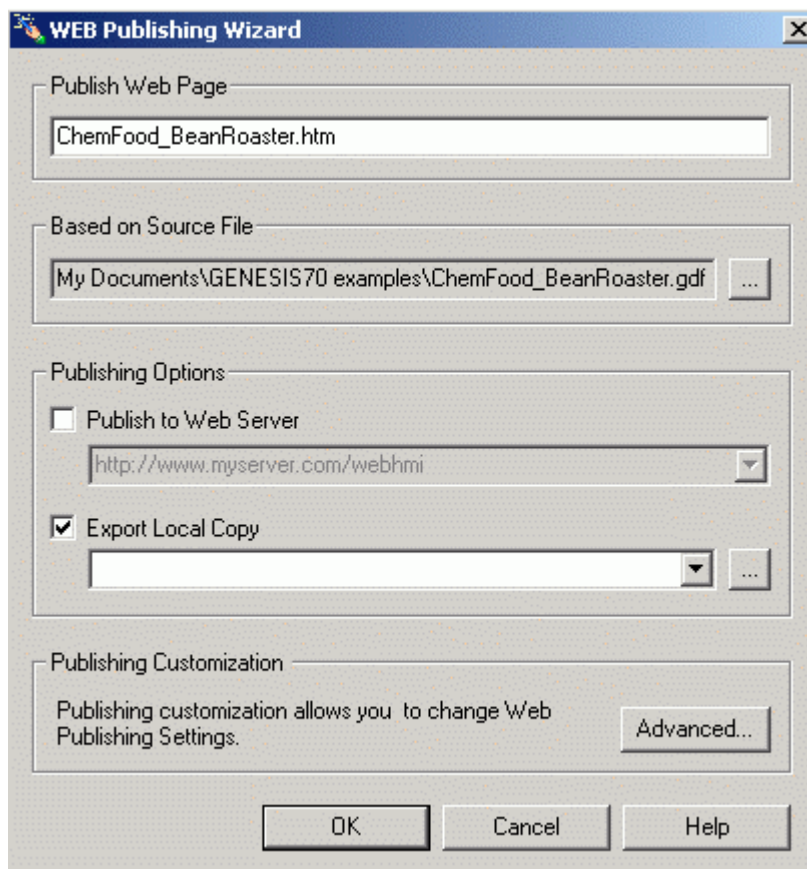 WEB Publishing Wizard
Publish Web Page
ChemFood_BeanRoaster.htm
Based on Source File
My Documents\GENESIS70 examples\ChemFood_BeanRoaster.gdf
...
Publishing Options
Publish to Web Server
http://www.myserver.com/webhmi
Export Local Copy
...
Publishing Customization
Publishing customization allows you  to change Web
Publishing Settings.
Advanced...
OK
Cancel
Help